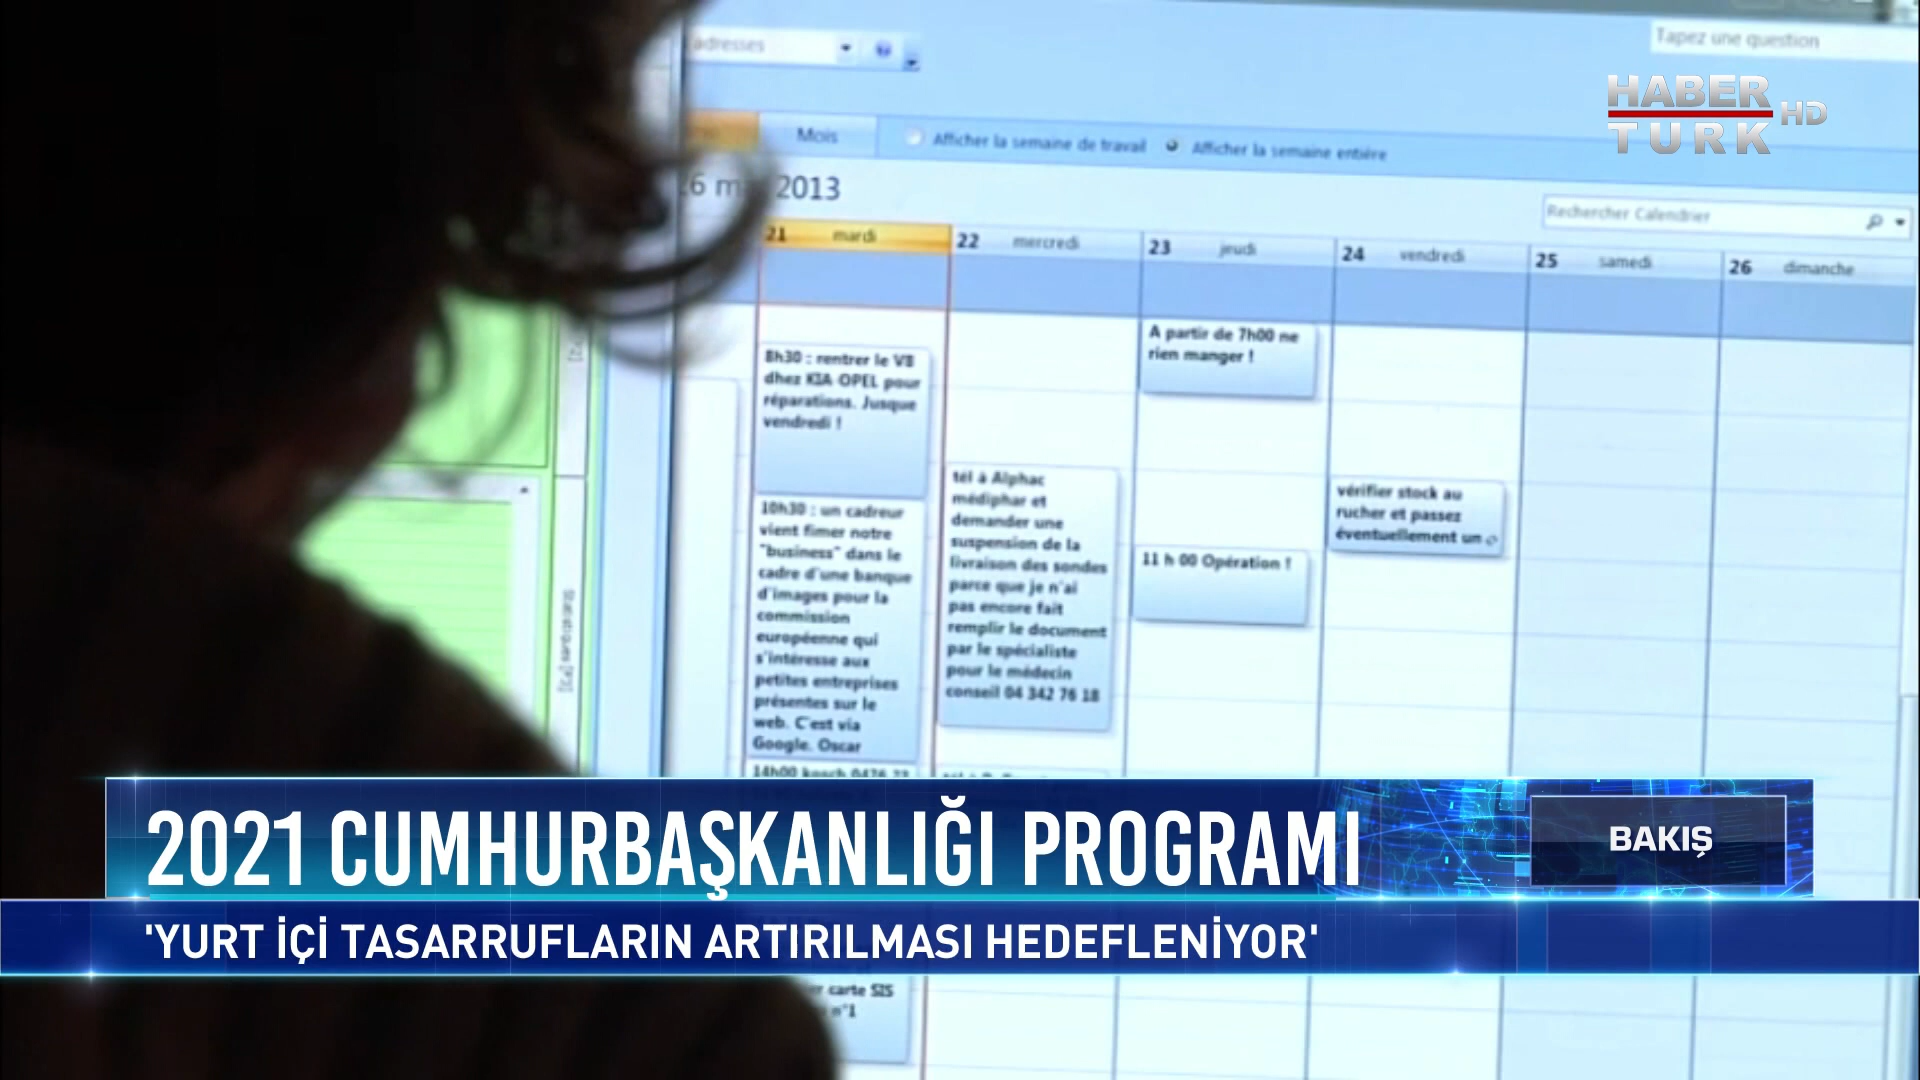 adresses
Tapez une question
HABER
TURK HD
Mois
Afficher la semaine de travail
Afficher la semaine entière
2013
Rechercher Calendrier
21 mardi
22 mercredi
23 jeudi
24 vendredi
25 samedi
26 dimanche
8h30 : rentrer le V8
dhez KIA OPEL pour
réparations. Jusque
vendredi !
10h30 : un cadreur
vient fimer notre
"business" dans le
cadre d'une banque
d'images pour la
commission
européenne qui
s'intéresse aux
petites entreprises
présentes sur le
web. C'est via
Google. Oscar
14h00
tél à Alphac
médiphar et
demander une
suspension de la
livraison des sondes
parce que je n'ai
pas encore fait
remplir le document
par le spécialiste
pour le médecin
conseil 04 342 76 18
A partir de 7h00 ne
rien manger !
11 h 00 Opération !
vérifier stock au
rucher et passez
éventuellement un
2021 CUMHURBAŞKANLIĞI PROGRAMI
BAKIŞ
'YURT İÇİ TASARRUFLARIN ARTIRILMASI HEDEFLENİYOR'
carte SIS
n°1